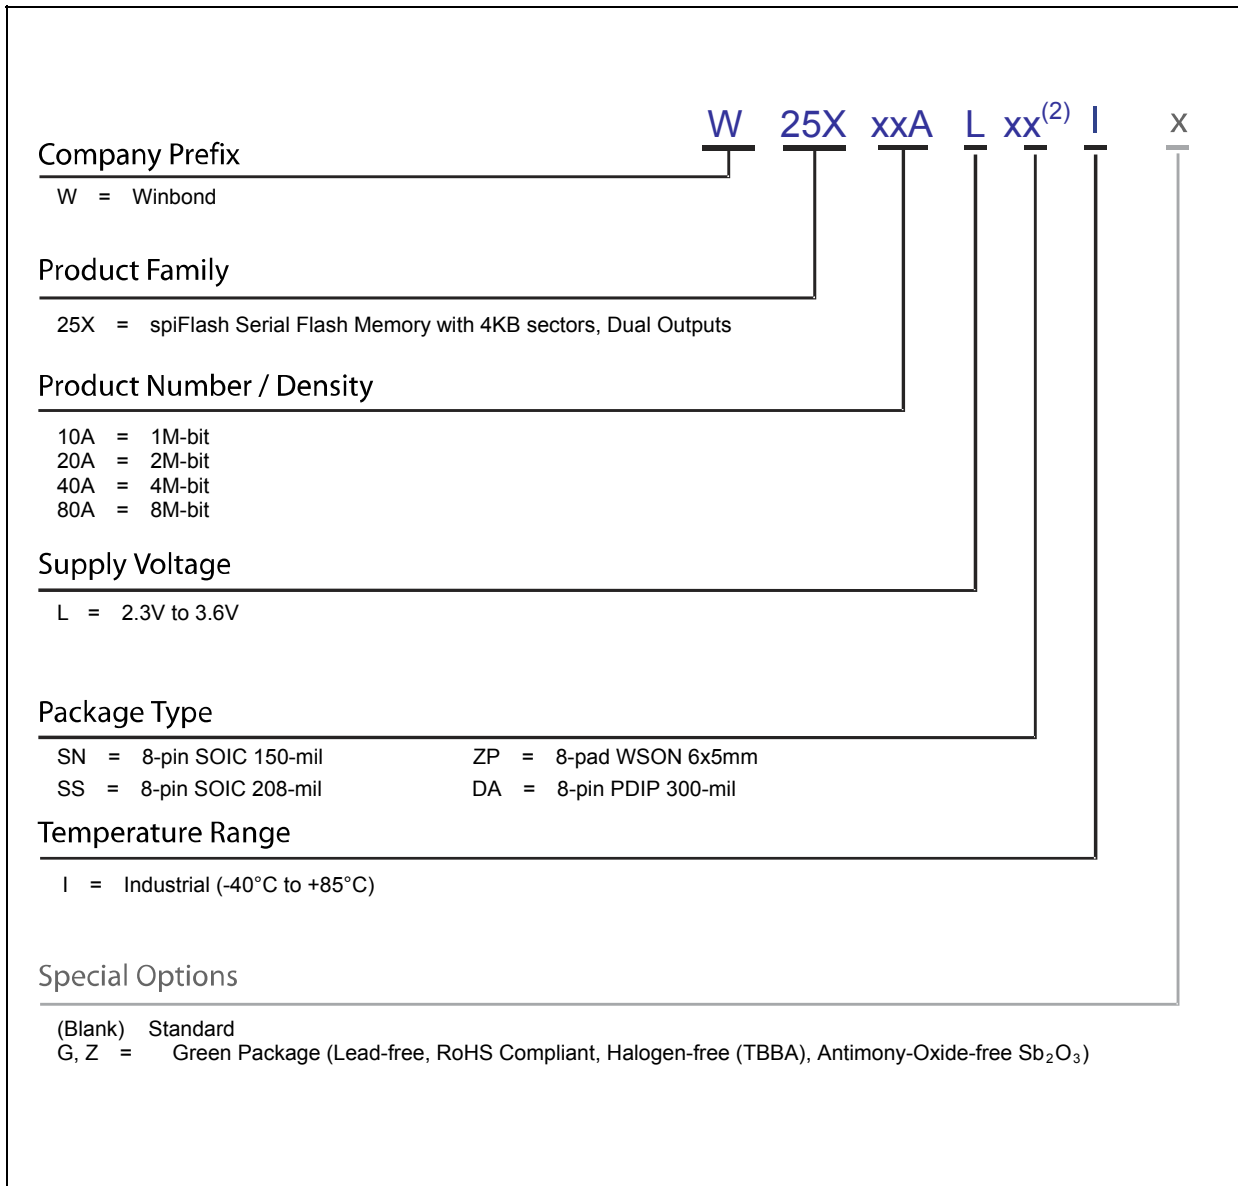 W 25X xxA L xx(2) I x
Company Prefix
W = Winbond
Product Family
25X = spiFlash Serial Flash Memory with 4KB sectors, Dual Outputs
Product Number / Density
10A = 1M-bit
20A = 2M-bit
40A = 4M-bit
80A = 8M-bit
Supply Voltage
L = 2.3V to 3.6V
Package Type
SN = 8-pin SOIC 150-mil ZP = 8-pad WSON 6x5mm
SS = 8-pin SOIC 208-mil DA = 8-pin PDIP 300-mil
Temperature Range
I = Industrial (-40°C to +85°C)
Special Options
(Blank) Standard
G, Z = Green Package (Lead-free, RoHS Compliant, Halogen-free (TBBA), Antimony-Oxide-free Sb₂O₃)